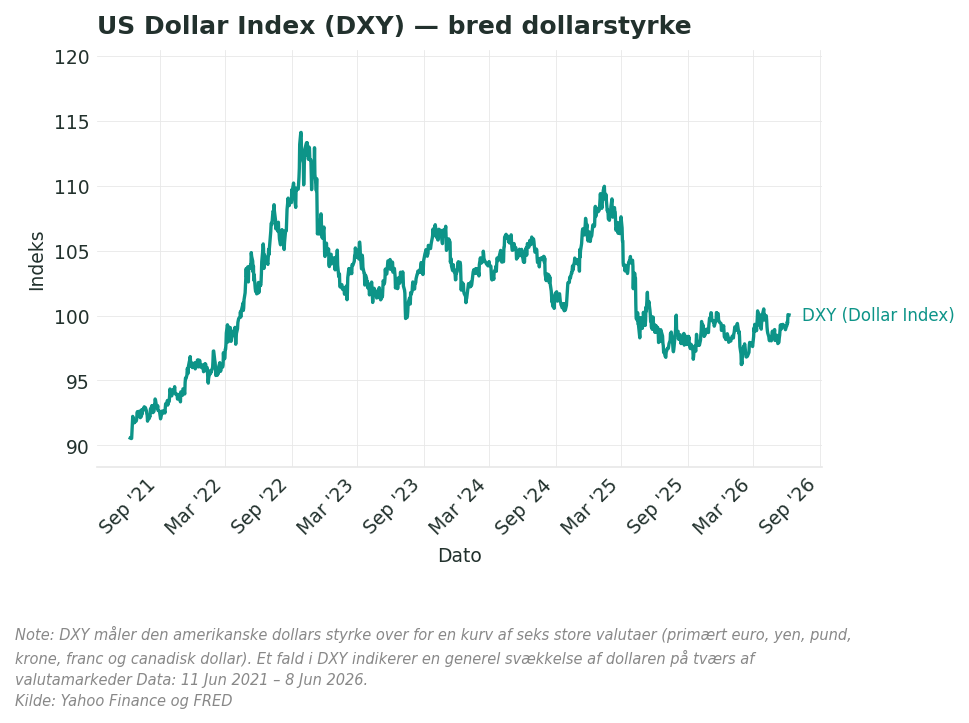 US Dollar Index (DXY) — bred dollarstyrke
120
115
110
105
100
95
90
Indeks
DXY (Dollar Index)
Sep '21
Mar '22
Sep '22
Mar '23
Sep '23
Mar '24
Sep '24
Mar '25
Sep '25
Mar '26
Sep '26
Dato
Note: DXY måler den amerikanske dollars styrke over for en kurv af seks store valutaer (primært euro, yen, pund,
krone, franc og canadisk dollar). Et fald i DXY indikerer en generel svækkelse af dollaren på tværs af
valutamarkeder Data: 11 Jun 2021 – 8 Jun 2026.
Kilde: Yahoo Finance og FRED